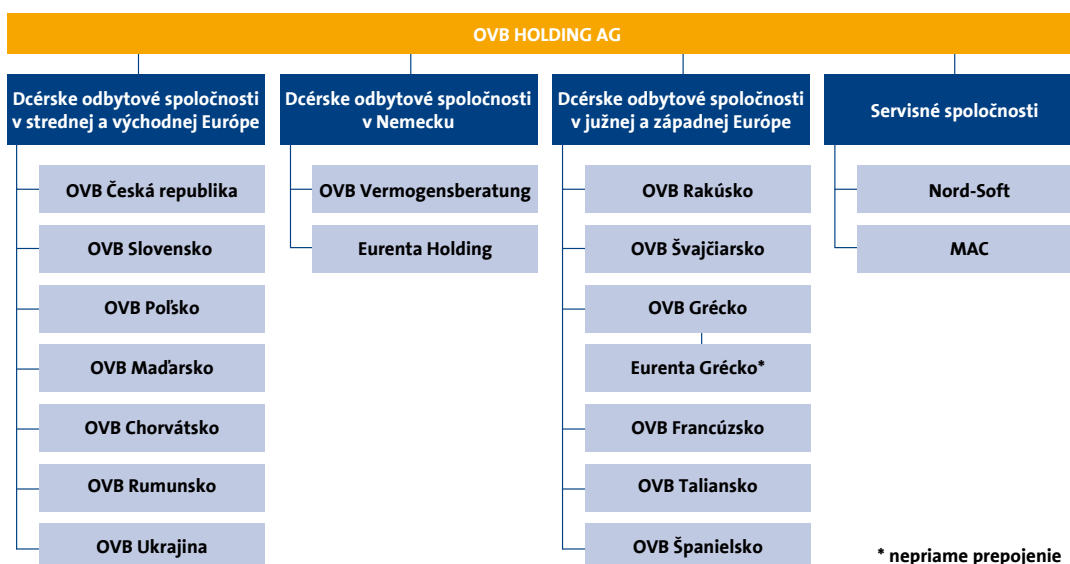 OVB HOLDING AG
Dcérske odbytové spoločnosti
v strednej a východnej Európe
OVB Česká republika
OVB Slovensko
OVB Poľsko
OVB Maďarsko
OVB Chorvátsko
OVB Rumunsko
OVB Ukrajina
Dcérske odbytové spoločnosti
v Nemecku
OVB Vermogensberatung
Eurenta Holding
Dcérske odbytové spoločnosti
v južnej a západnej Európe
OVB Rakúsko
OVB Švajčiarsko
OVB Grécko
Eurenta Grécko*
OVB Francúzsko
OVB Taliansko
OVB Španielsko
Servisné spoločnosti
Nord-Soft
MAC
* nepriame prepojenie